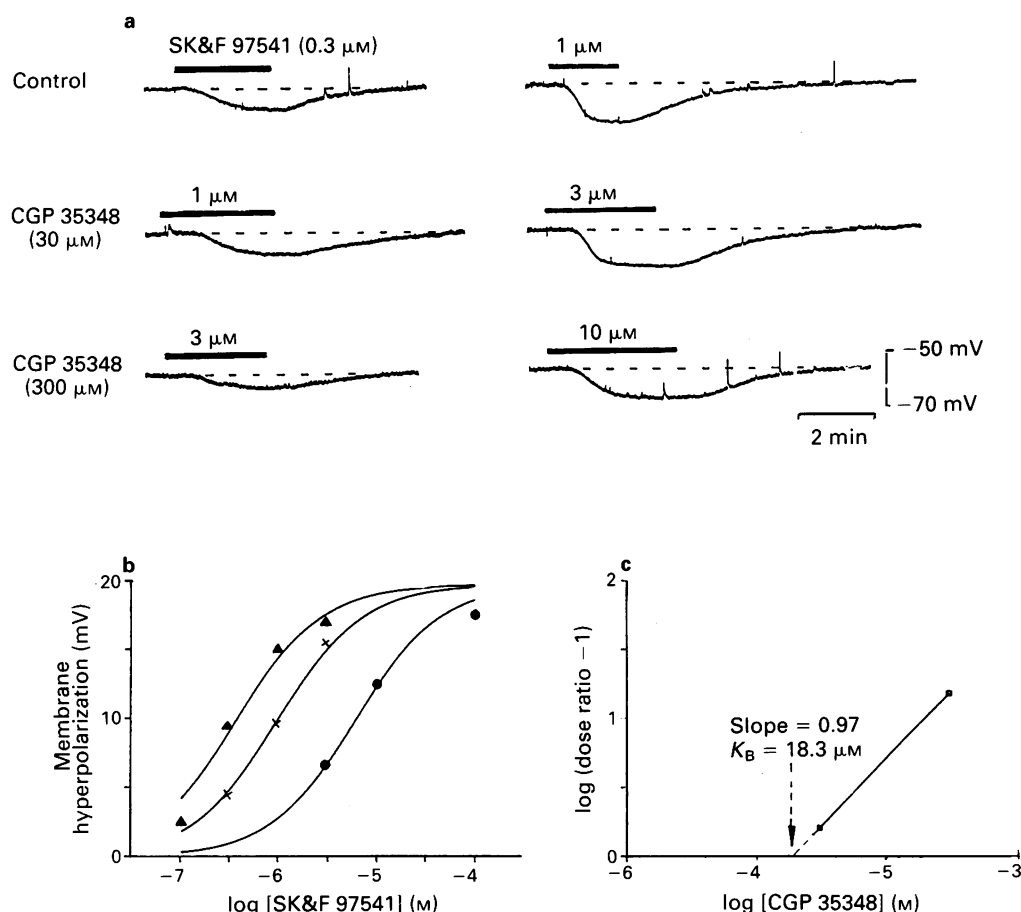 a
SK&F 97541 (0.3 μM)
1 μM
Control
1 μM
3 μM
CGP 35348
(30 μM)
3 μM
10 μM
CGP 35348
(300 μM)
−50 mV
−70 mV
2 min
b
20
10
0
Membrane
hyperpolarization (mV)
−7
−6
−5
−4
log [SK&F 97541] (M)
c
2
1
0
log (dose ratio −1)
Slope = 0.97
KB = 18.3 μM
−6
−4
−5
−3
log [CGP 35348] (M)